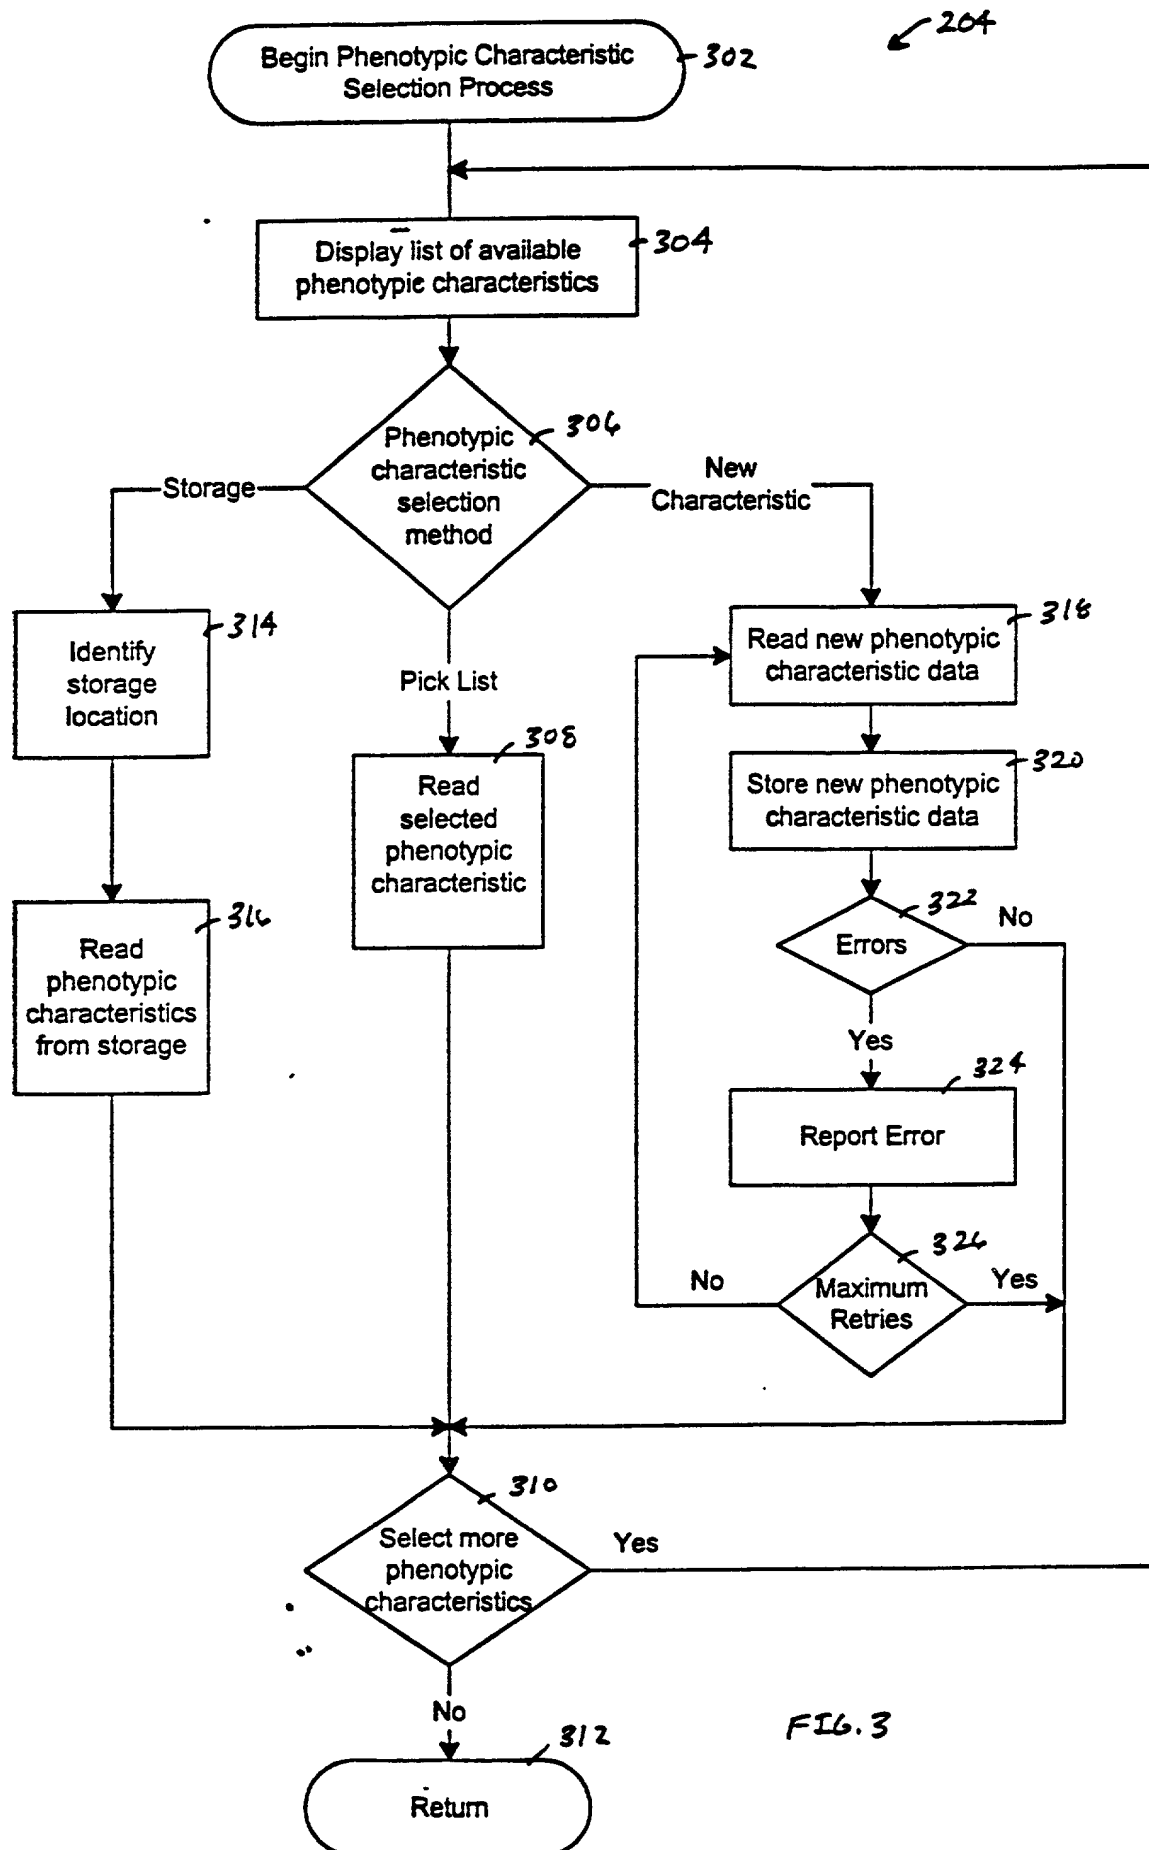 204
Begin Phenotypic Characteristic
Selection Process
302
Display list of available
phenotypic characteristics
304
Phenotypic
characteristic
selection
method
306
Storage
New
Characteristic
Pick List
Identify
storage
location
314
Read
selected
phenotypic
characteristic
308
Read new phenotypic
characteristic data
318
Store new phenotypic
characteristic data
320
Read
phenotypic
characteristics
from storage
316
Errors
322
No
Yes
Report Error
324
Maximum
Retries
326
No
Yes
Select more
phenotypic
characteristics
310
Yes
No
Return
312
FIG. 3